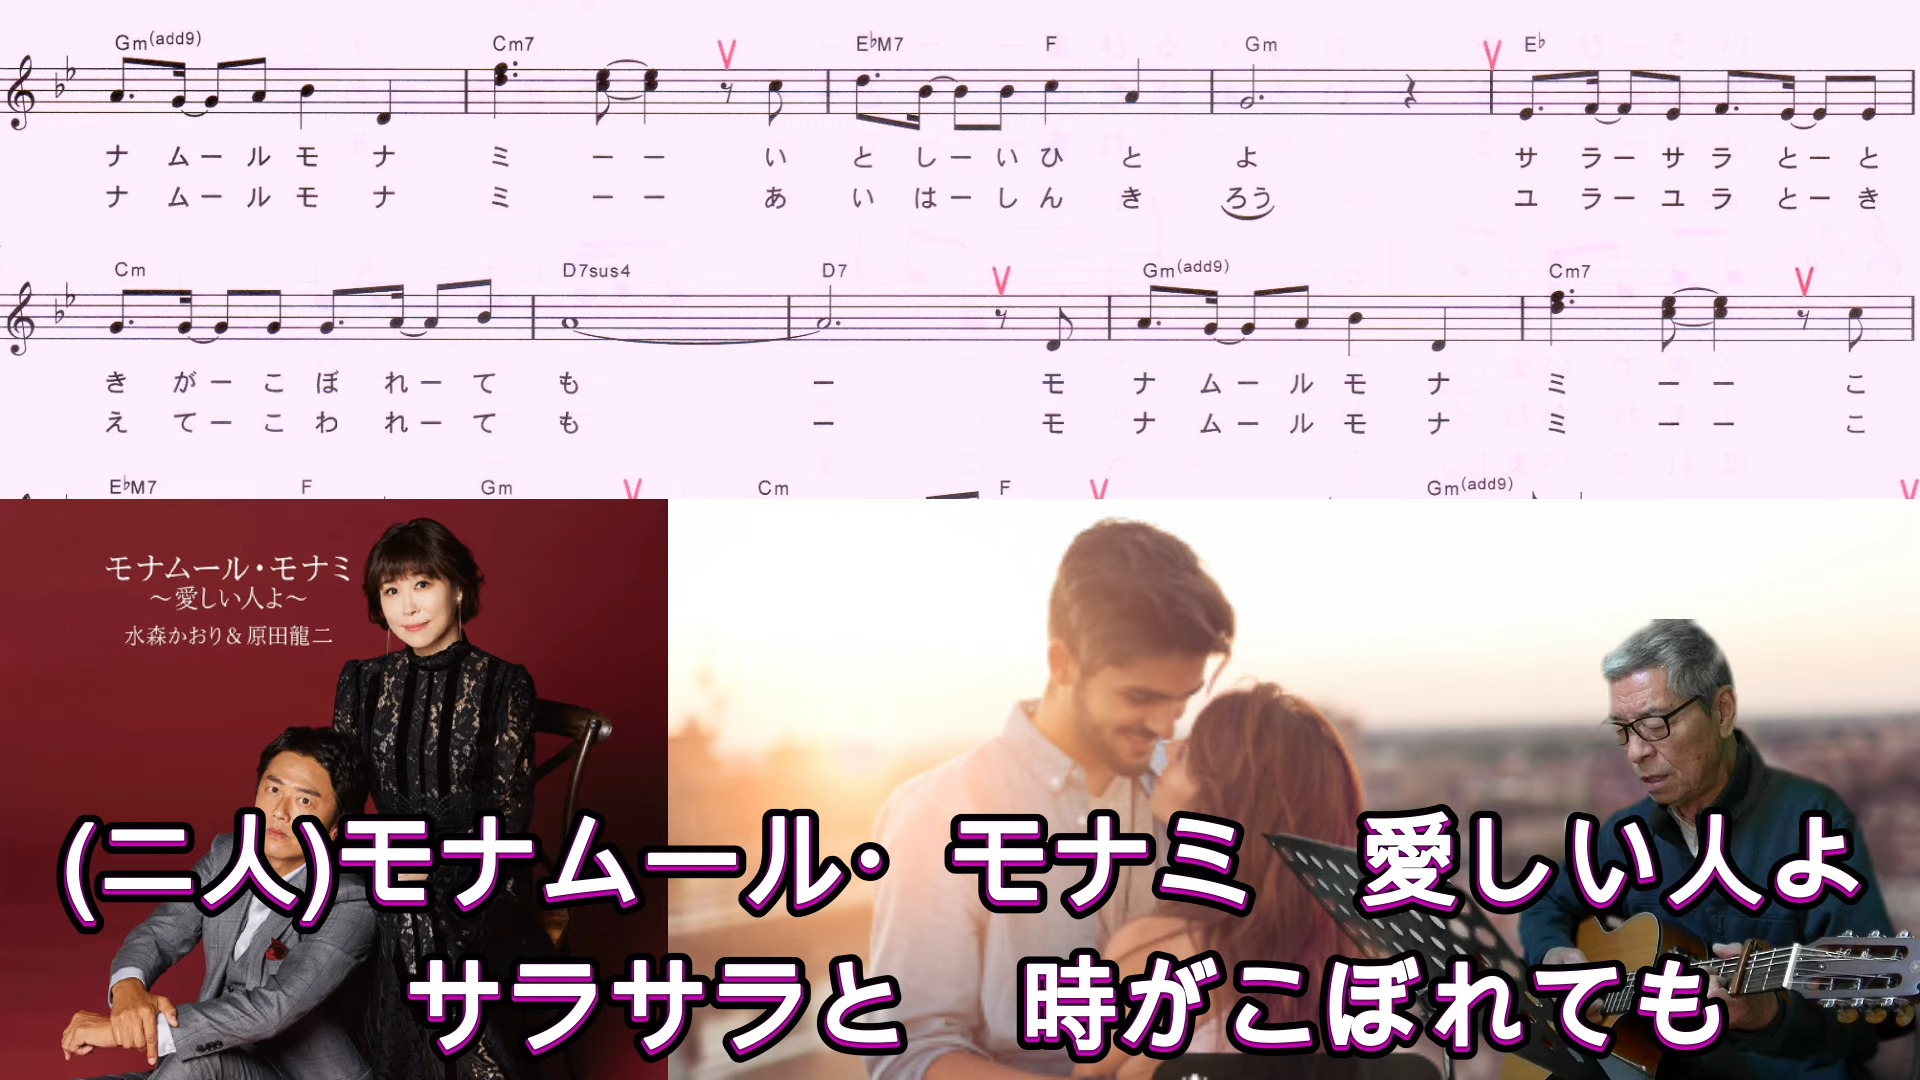 Gm(add9) Cm7 E♭M7 F Gm E♭
ナ ムー ル モ ナ ミ ー ー い と しー い ひ と よ サ ラー サ ラ とー と
ナ ムー ル モ ナ ミ ー ー あ い はー し ん き ろう ユ ラー ユ ラ とー き
Cm D7sus4 D7 Gm(add9) Cm7
き がー こ ぼ れー て も ー モ ナ ムー ル モ ナ ミ ー ー こ
え てー こ わ れー て も ー モ ナ ムー ル モ ナ ミ ー ー こ
E♭M7 F Gm Cm F Gm(add9)
モナムール・モナミ
～愛しい人よ～
水森かおり&原田龍二
(二人)モナムール・ モナミ 愛しい人よ
サラサラと 時がこぼれても